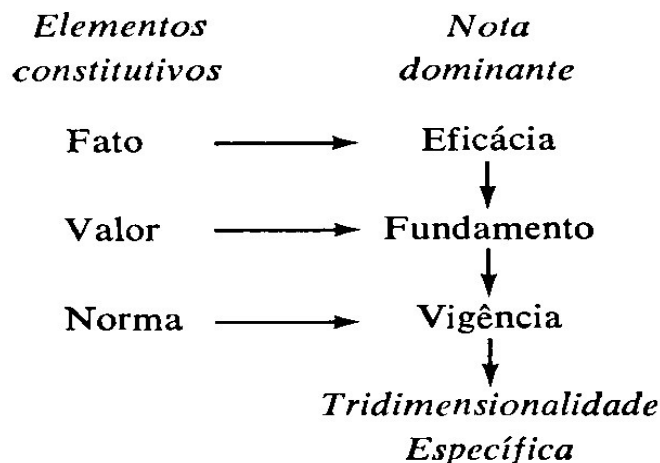 Elementos Nota
constitutivos dominante
Fato Eficácia
Valor Fundamento
Norma Vigência
Tridimensionalidade
Específica